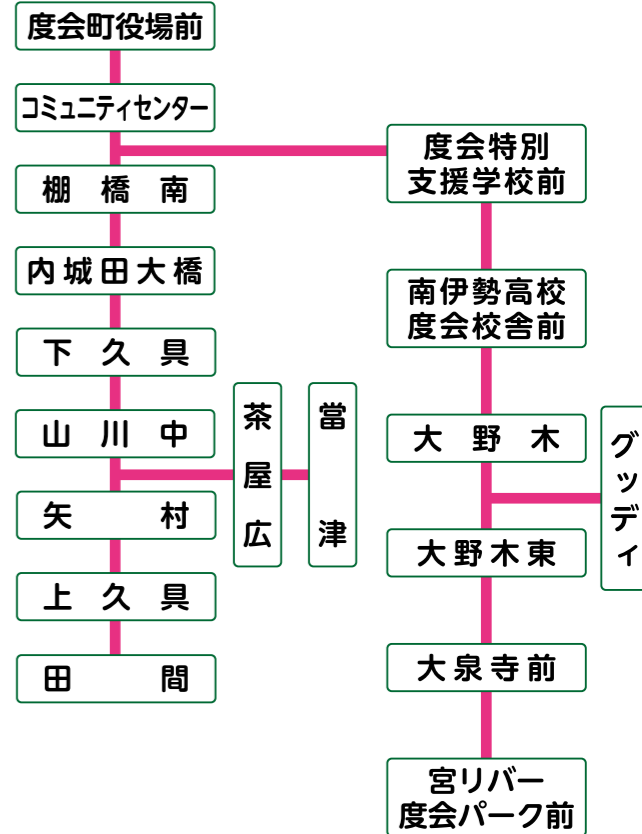 度会町役場前
コミュニティセンター
棚橋南
内城田大橋
下久具
山川中
矢村
上久具
田間
茶屋広
當津
度会特別
支援学校前
南伊勢高校
度会校舎前
大野木
グッディ
大野木東
大泉寺前
宮リバー
度会パーク前